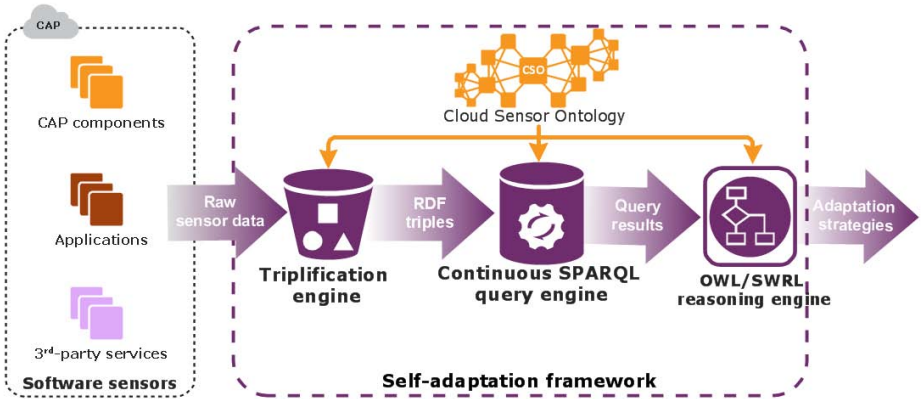 CAP
CAP components
Applications
3rd-party services
Software sensors
CSO
Cloud Sensor Ontology
Raw
sensor data
Triplification
engine
RDF
triples
Continuous SPARQL
query engine
Query
results
OWL/SWRL
reasoning engine
Adaptation
strategies
Self-adaptation framework